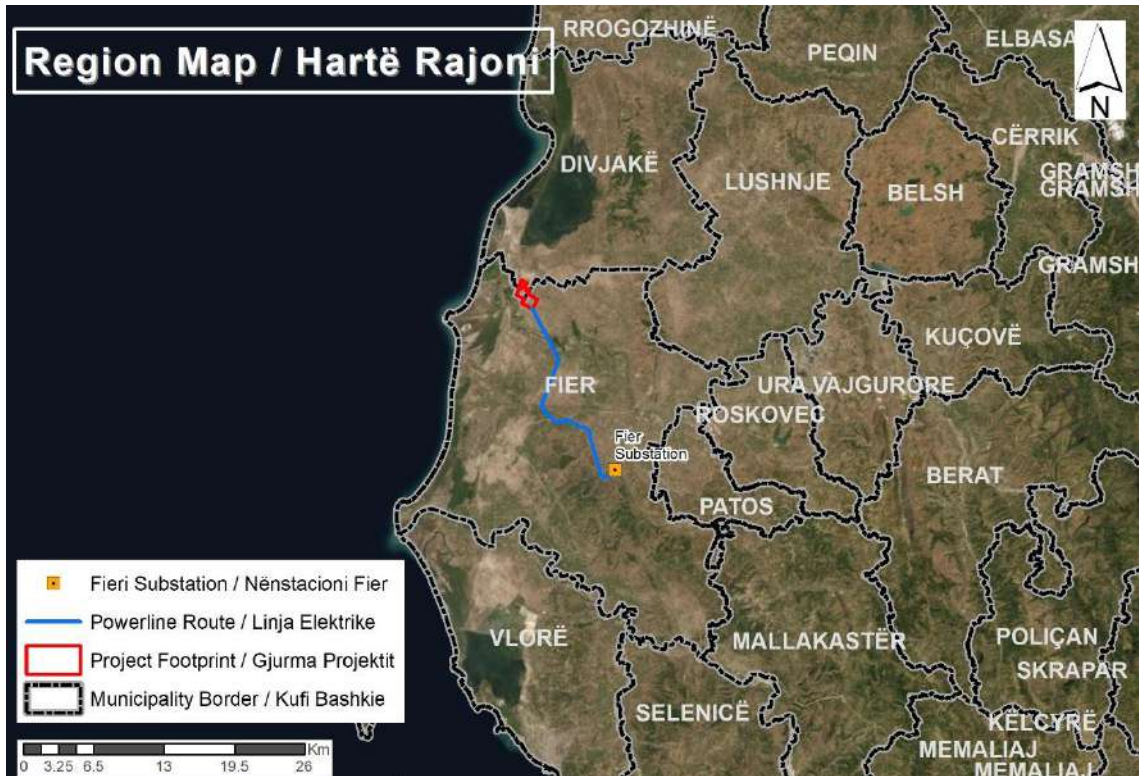 Region Map / Hartë Rajoni
N
RROGOZHINË
PEQIN
ELBASA
CËRRIK
DIVJAKË
LUSHNJE
BELSH
GRAMSH
GRAMSH
GRAMSH
KUÇOVË
FIER
URA VAJGURORE
ROSKOVEC
Fier
Substation
BERAT
PATOS
VLORË
MALLAKASTËR
POLIÇAN
SKRAPAR
SELENICË
KËLCYRË
MEMALIAJ
MEMALIAJ
Fieri Substation / Nënstacioni Fier
Powerline Route / Linja Elektrike
Project Footprint / Gjurma Projektit
Municipality Border / Kufi Bashkie
Km
0 3.25 6.5 13 19.5 26